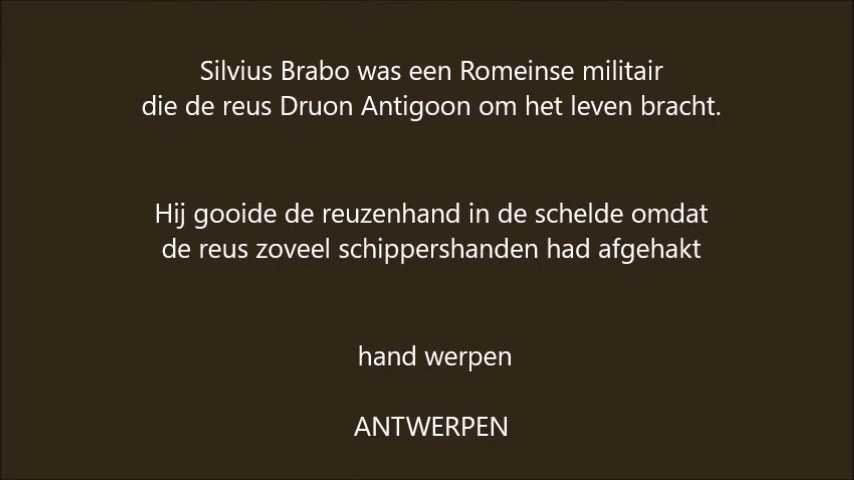 Silvius Brabo was een Romeinse militair
die de reus Druon Antigoon om het leven bracht.
Hij gooide de reuzenhand in de schelde omdat
de reus zoveel schippershanden had afgehakt
hand werpen
ANTWERPEN